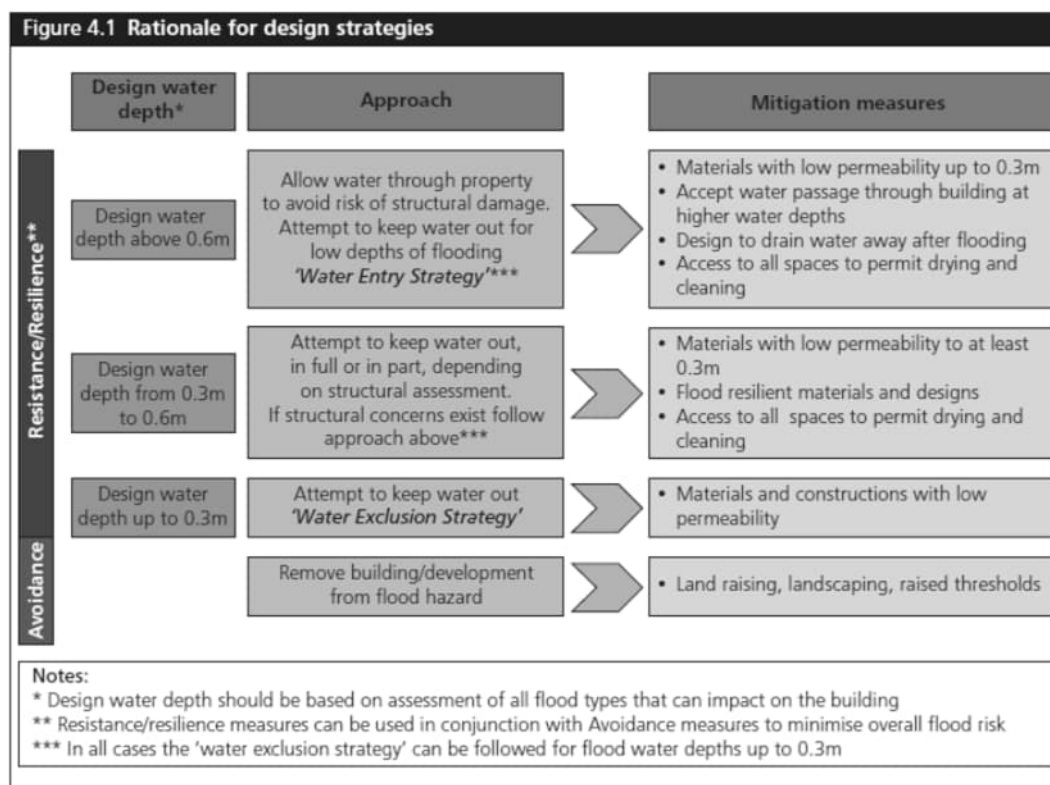 Figure 4.1 Rationale for design strategies
Design water
depth*
Approach
Mitigation measures
Resistance/Resilience**
Design water
depth above 0.6m
Allow water through property
to avoid risk of structural damage.
Attempt to keep water out for
low depths of flooding
‘Water Entry Strategy’***
• Materials with low permeability up to 0.3m
• Accept water passage through building at
higher water depths
• Design to drain water away after flooding
• Access to all spaces to permit drying and
cleaning
Design water
depth from 0.3m
to 0.6m
Attempt to keep water out,
in full or in part, depending
on structural assessment.
If structural concerns exist follow
approach above***
• Materials with low permeability to at least
0.3m
• Flood resilient materials and designs
• Access to all spaces to permit drying and
cleaning
Design water
depth up to 0.3m
Attempt to keep water out
‘Water Exclusion Strategy’
• Materials and constructions with low
permeability
Avoidance
Remove building/development
from flood hazard
• Land raising, landscaping, raised thresholds
Notes:
* Design water depth should be based on assessment of all flood types that can impact on the building
** Resistance/resilience measures can be used in conjunction with Avoidance measures to minimise overall flood risk
*** In all cases the ‘water exclusion strategy’ can be followed for flood water depths up to 0.3m